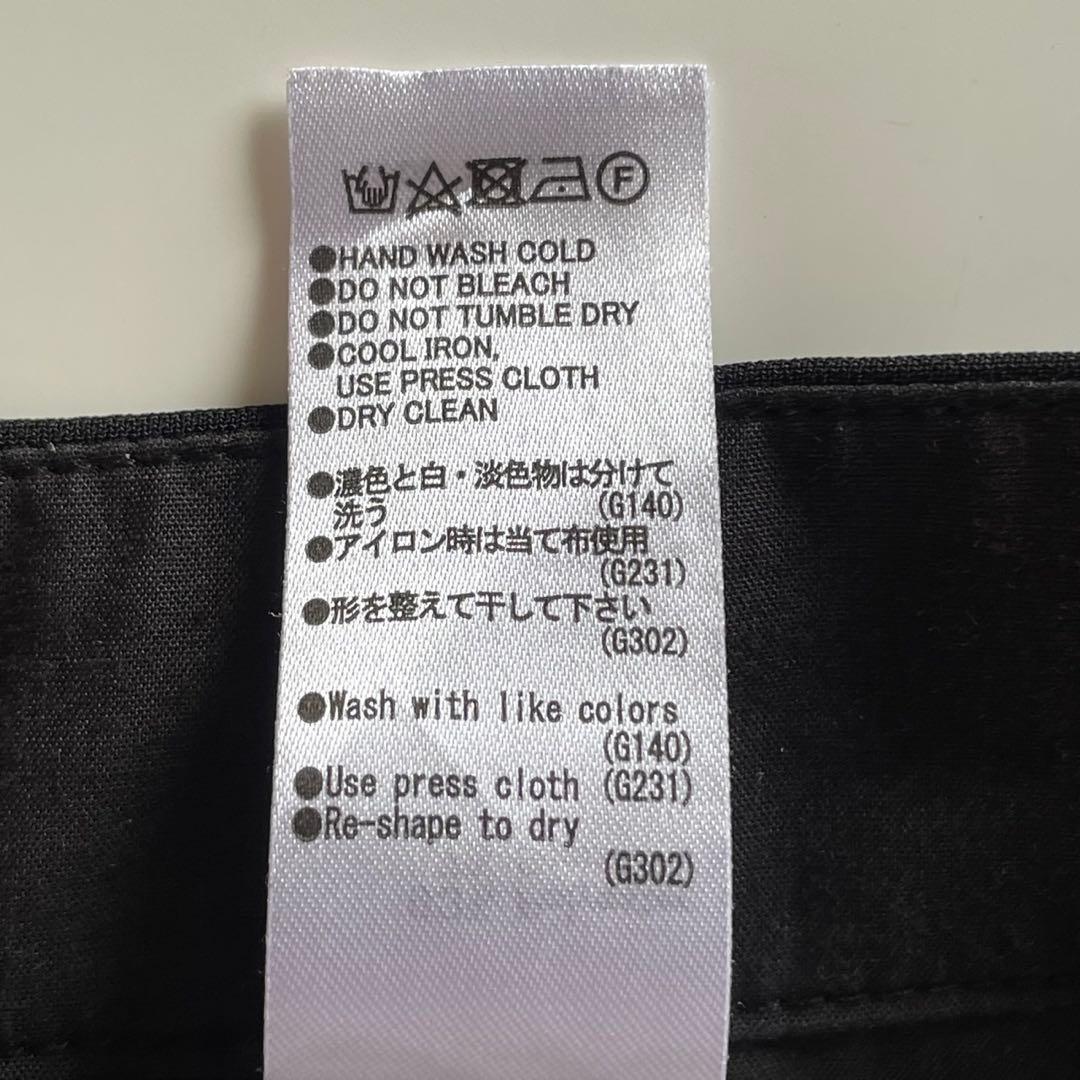 F
●HAND WASH COLD
●DO NOT BLEACH
●DO NOT TUMBLE DRY
●COOL IRON,
USE PRESS CLOTH
●DRY CLEAN
●濃色と白・淡色物は分けて
洗う (G140)
●アイロン時は当て布使用
(G231)
●形を整えて干して下さい
(G302)
●Wash with like colors
(G140)
●Use press cloth (G231)
●Re-shape to dry
(G302)